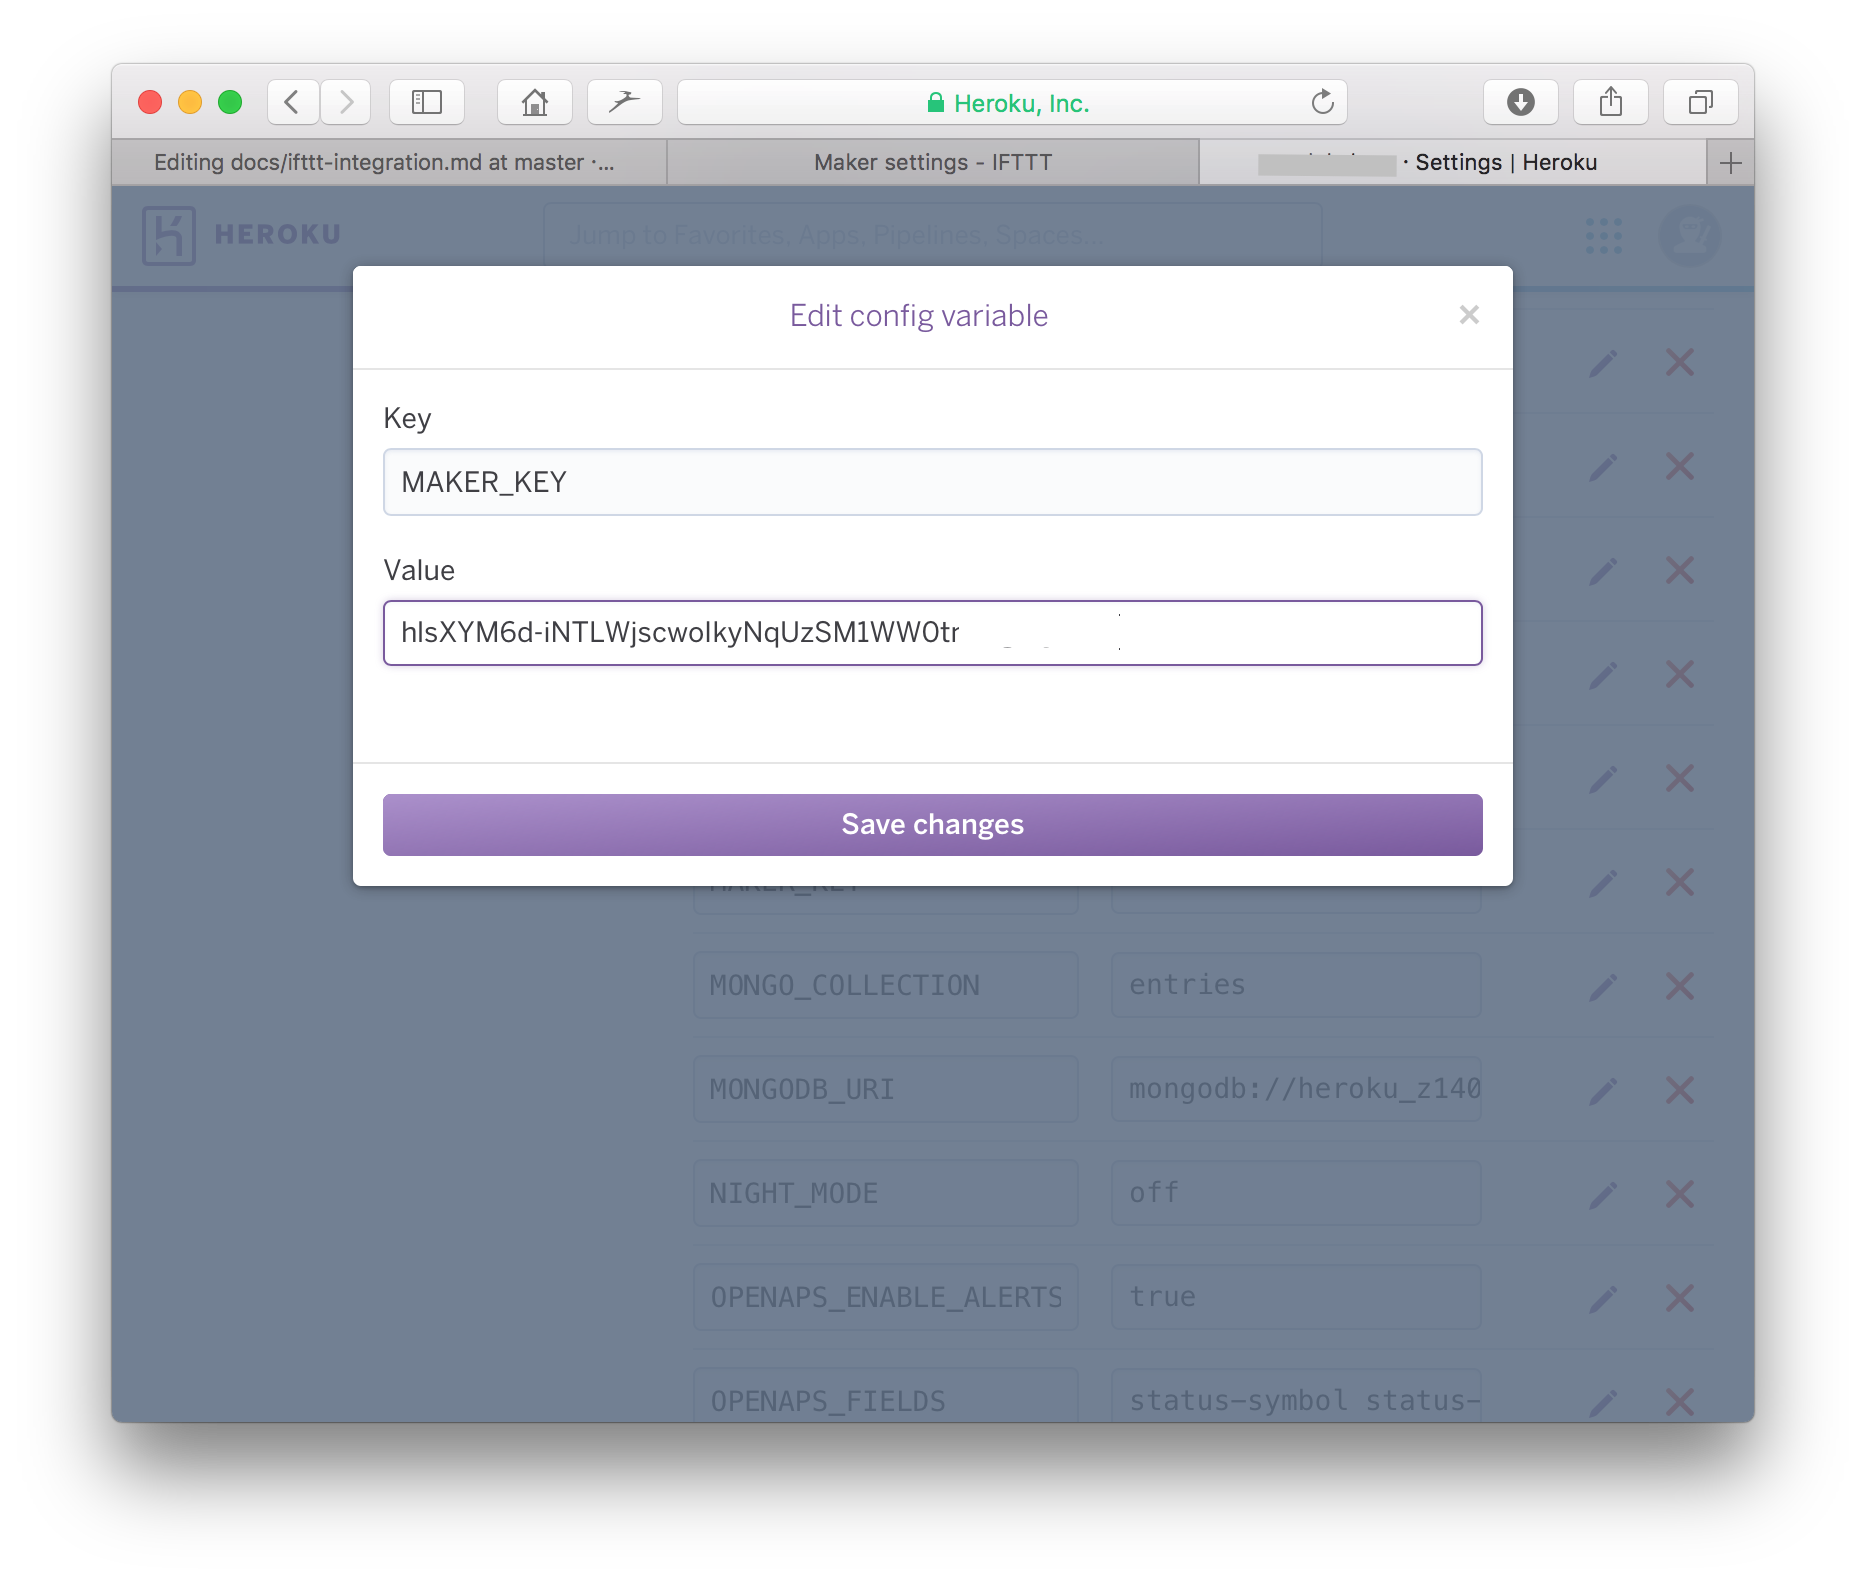 Heroku, Inc.
Editing docs/ifttt-integration.md at master ·...
Maker settings - IFTTT
· Settings | Heroku
HEROKU
Jump to Favorites, Apps, Pipelines, Spaces...
Edit config variable
Key
MAKER_KEY
Value
hlsXYM6d-iNTLWjscwolkyNqUzSM1WW0tr
Save changes
MAKER_KEY
MONGO_COLLECTION entries
MONGODB_URI mongodb://heroku_z140
NIGHT_MODE off
OPENAPS_ENABLE_ALERTS true
OPENAPS_FIELDS status-symbol status-